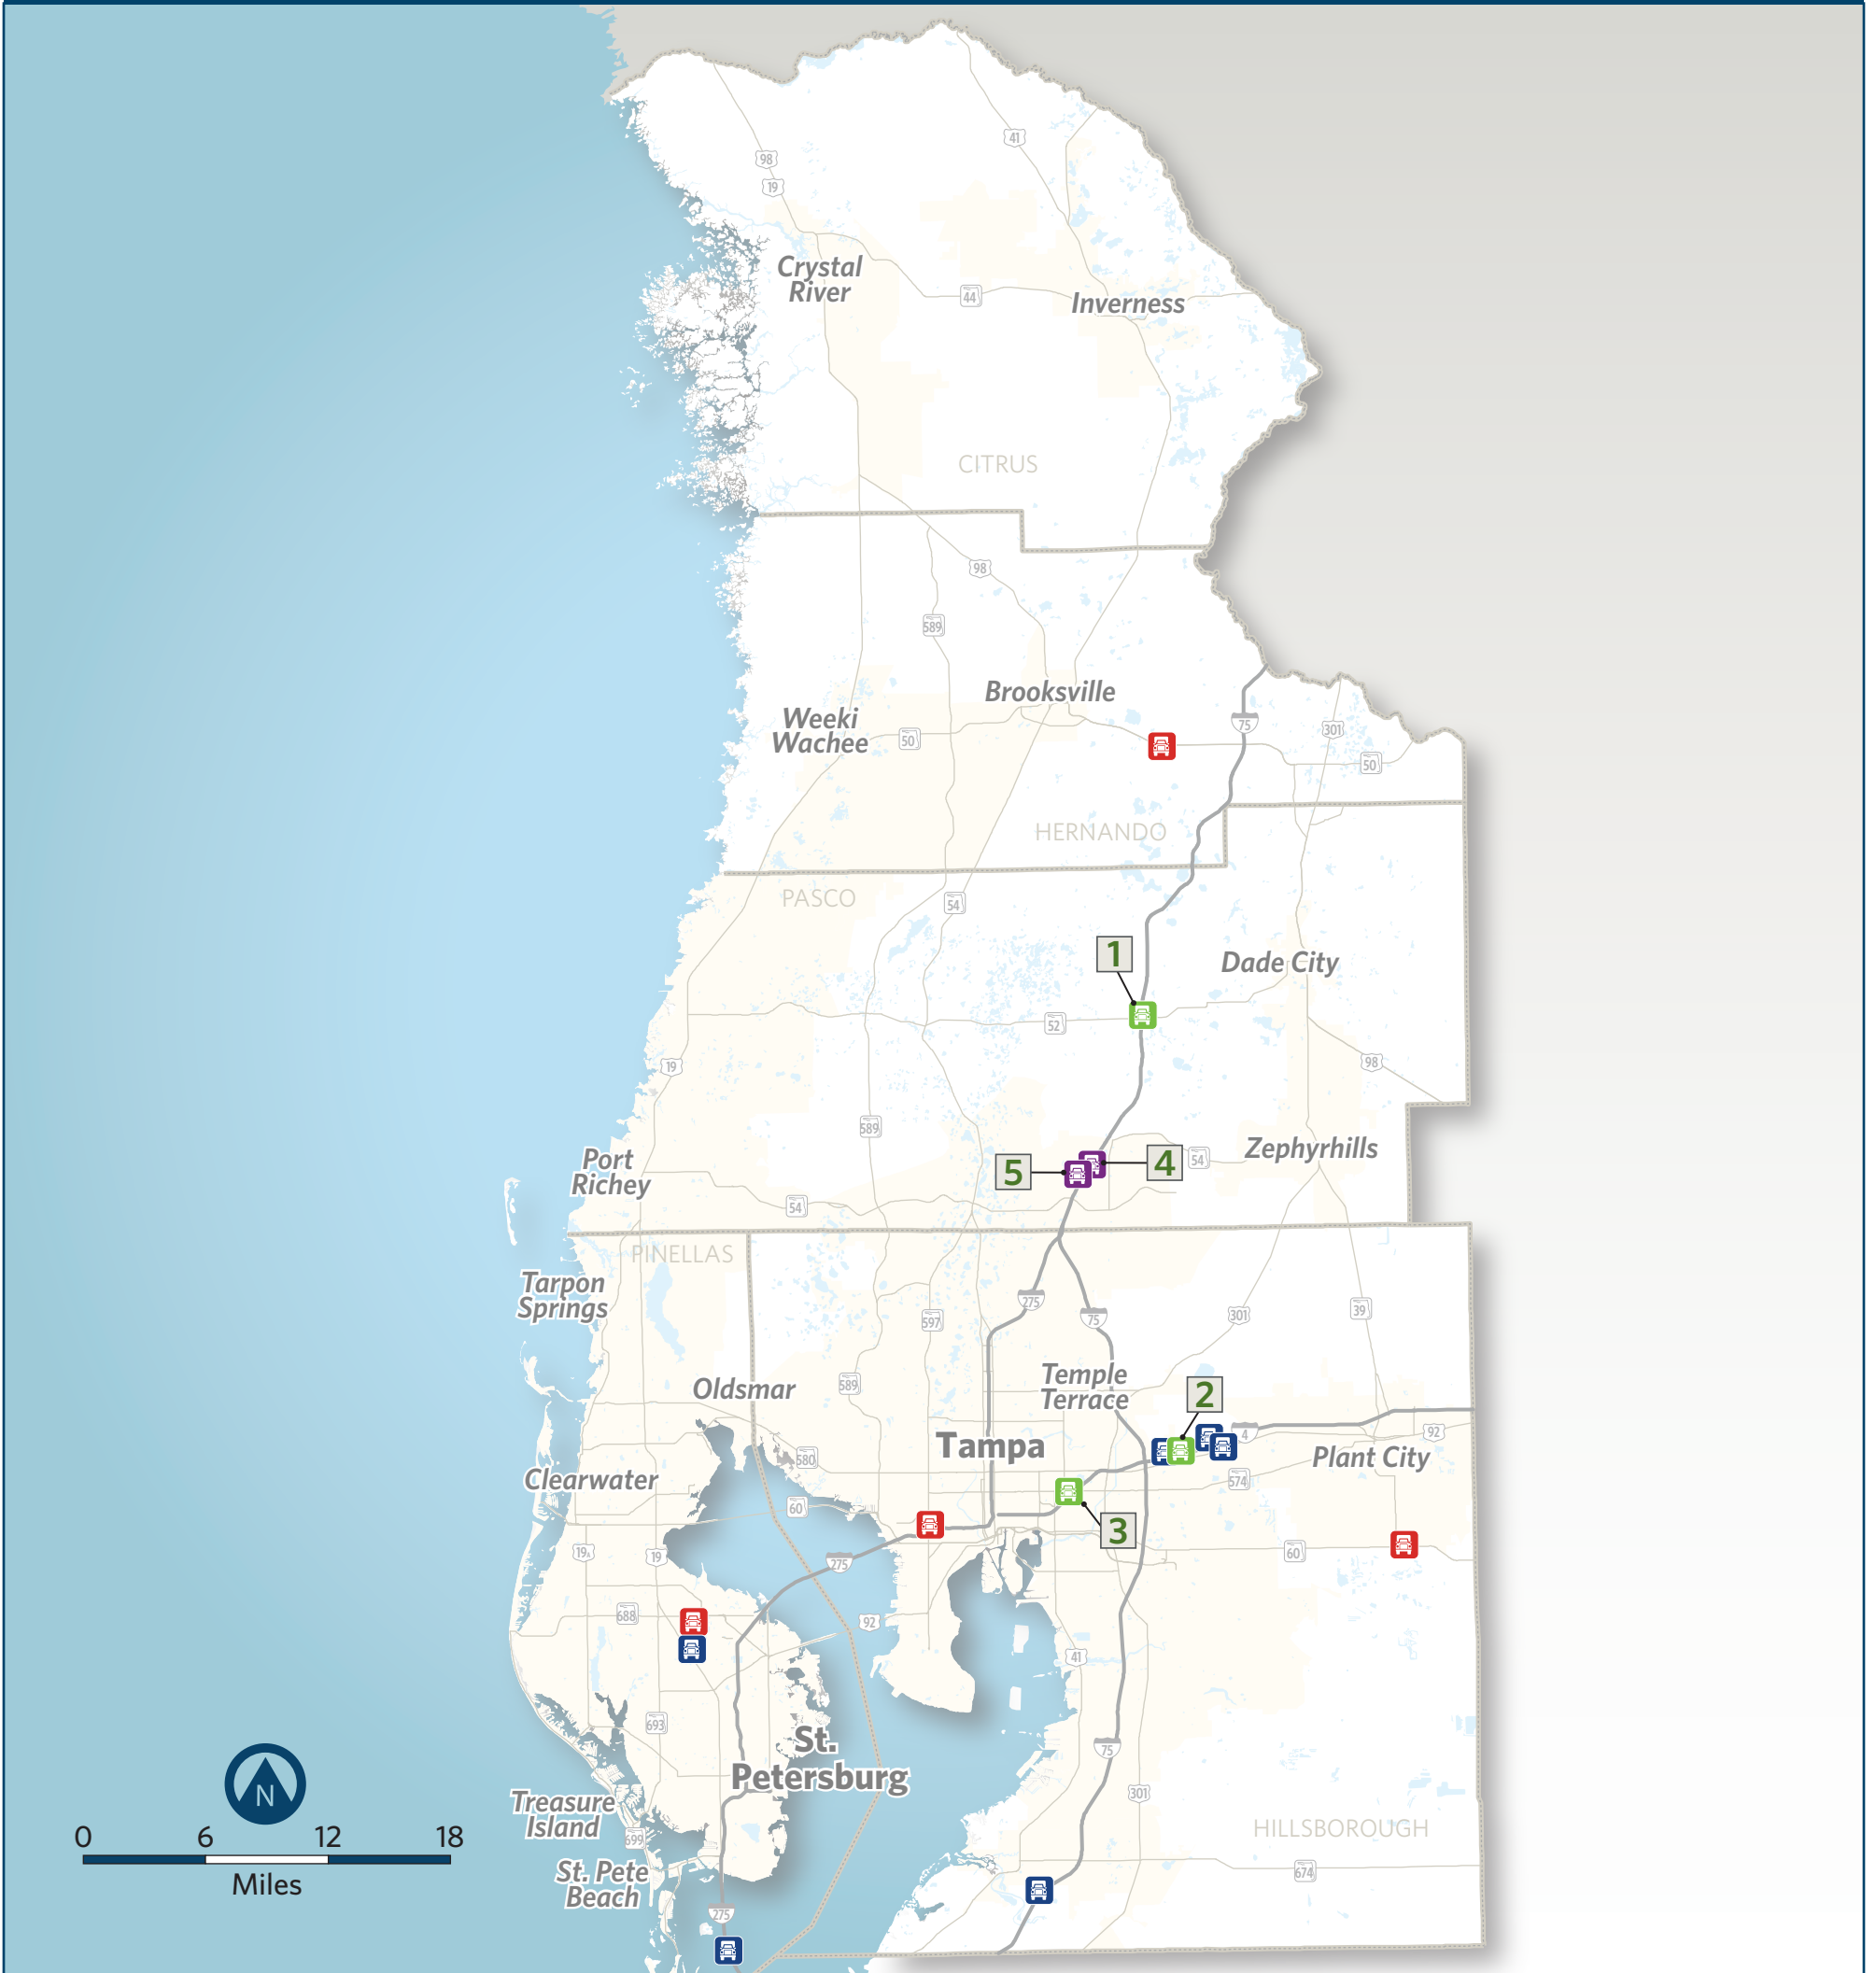 41
98
19
Crystal
River
44
Inverness
CITRUS
98
589
Brooksville
Weeki
Wachee
50
75
301
50
HERNANDO
PASCO
54
1
Dade City
52
19
98
589
Port
Richey
5
4
54
Zephyrhills
54
PINELLAS
Tarpon
Springs
275
75
597
301
39
Temple
Terrace
Oldsmar
589
2
4
92
Tampa
Plant City
580
Clearwater
574
60
3
19A
19
275
60
688
92
41
693
St.
Petersburg
75
301
N
Treasure
Island
0 6 12 18
Miles
699
HILLSBOROUGH
St. Pete
Beach
674
275